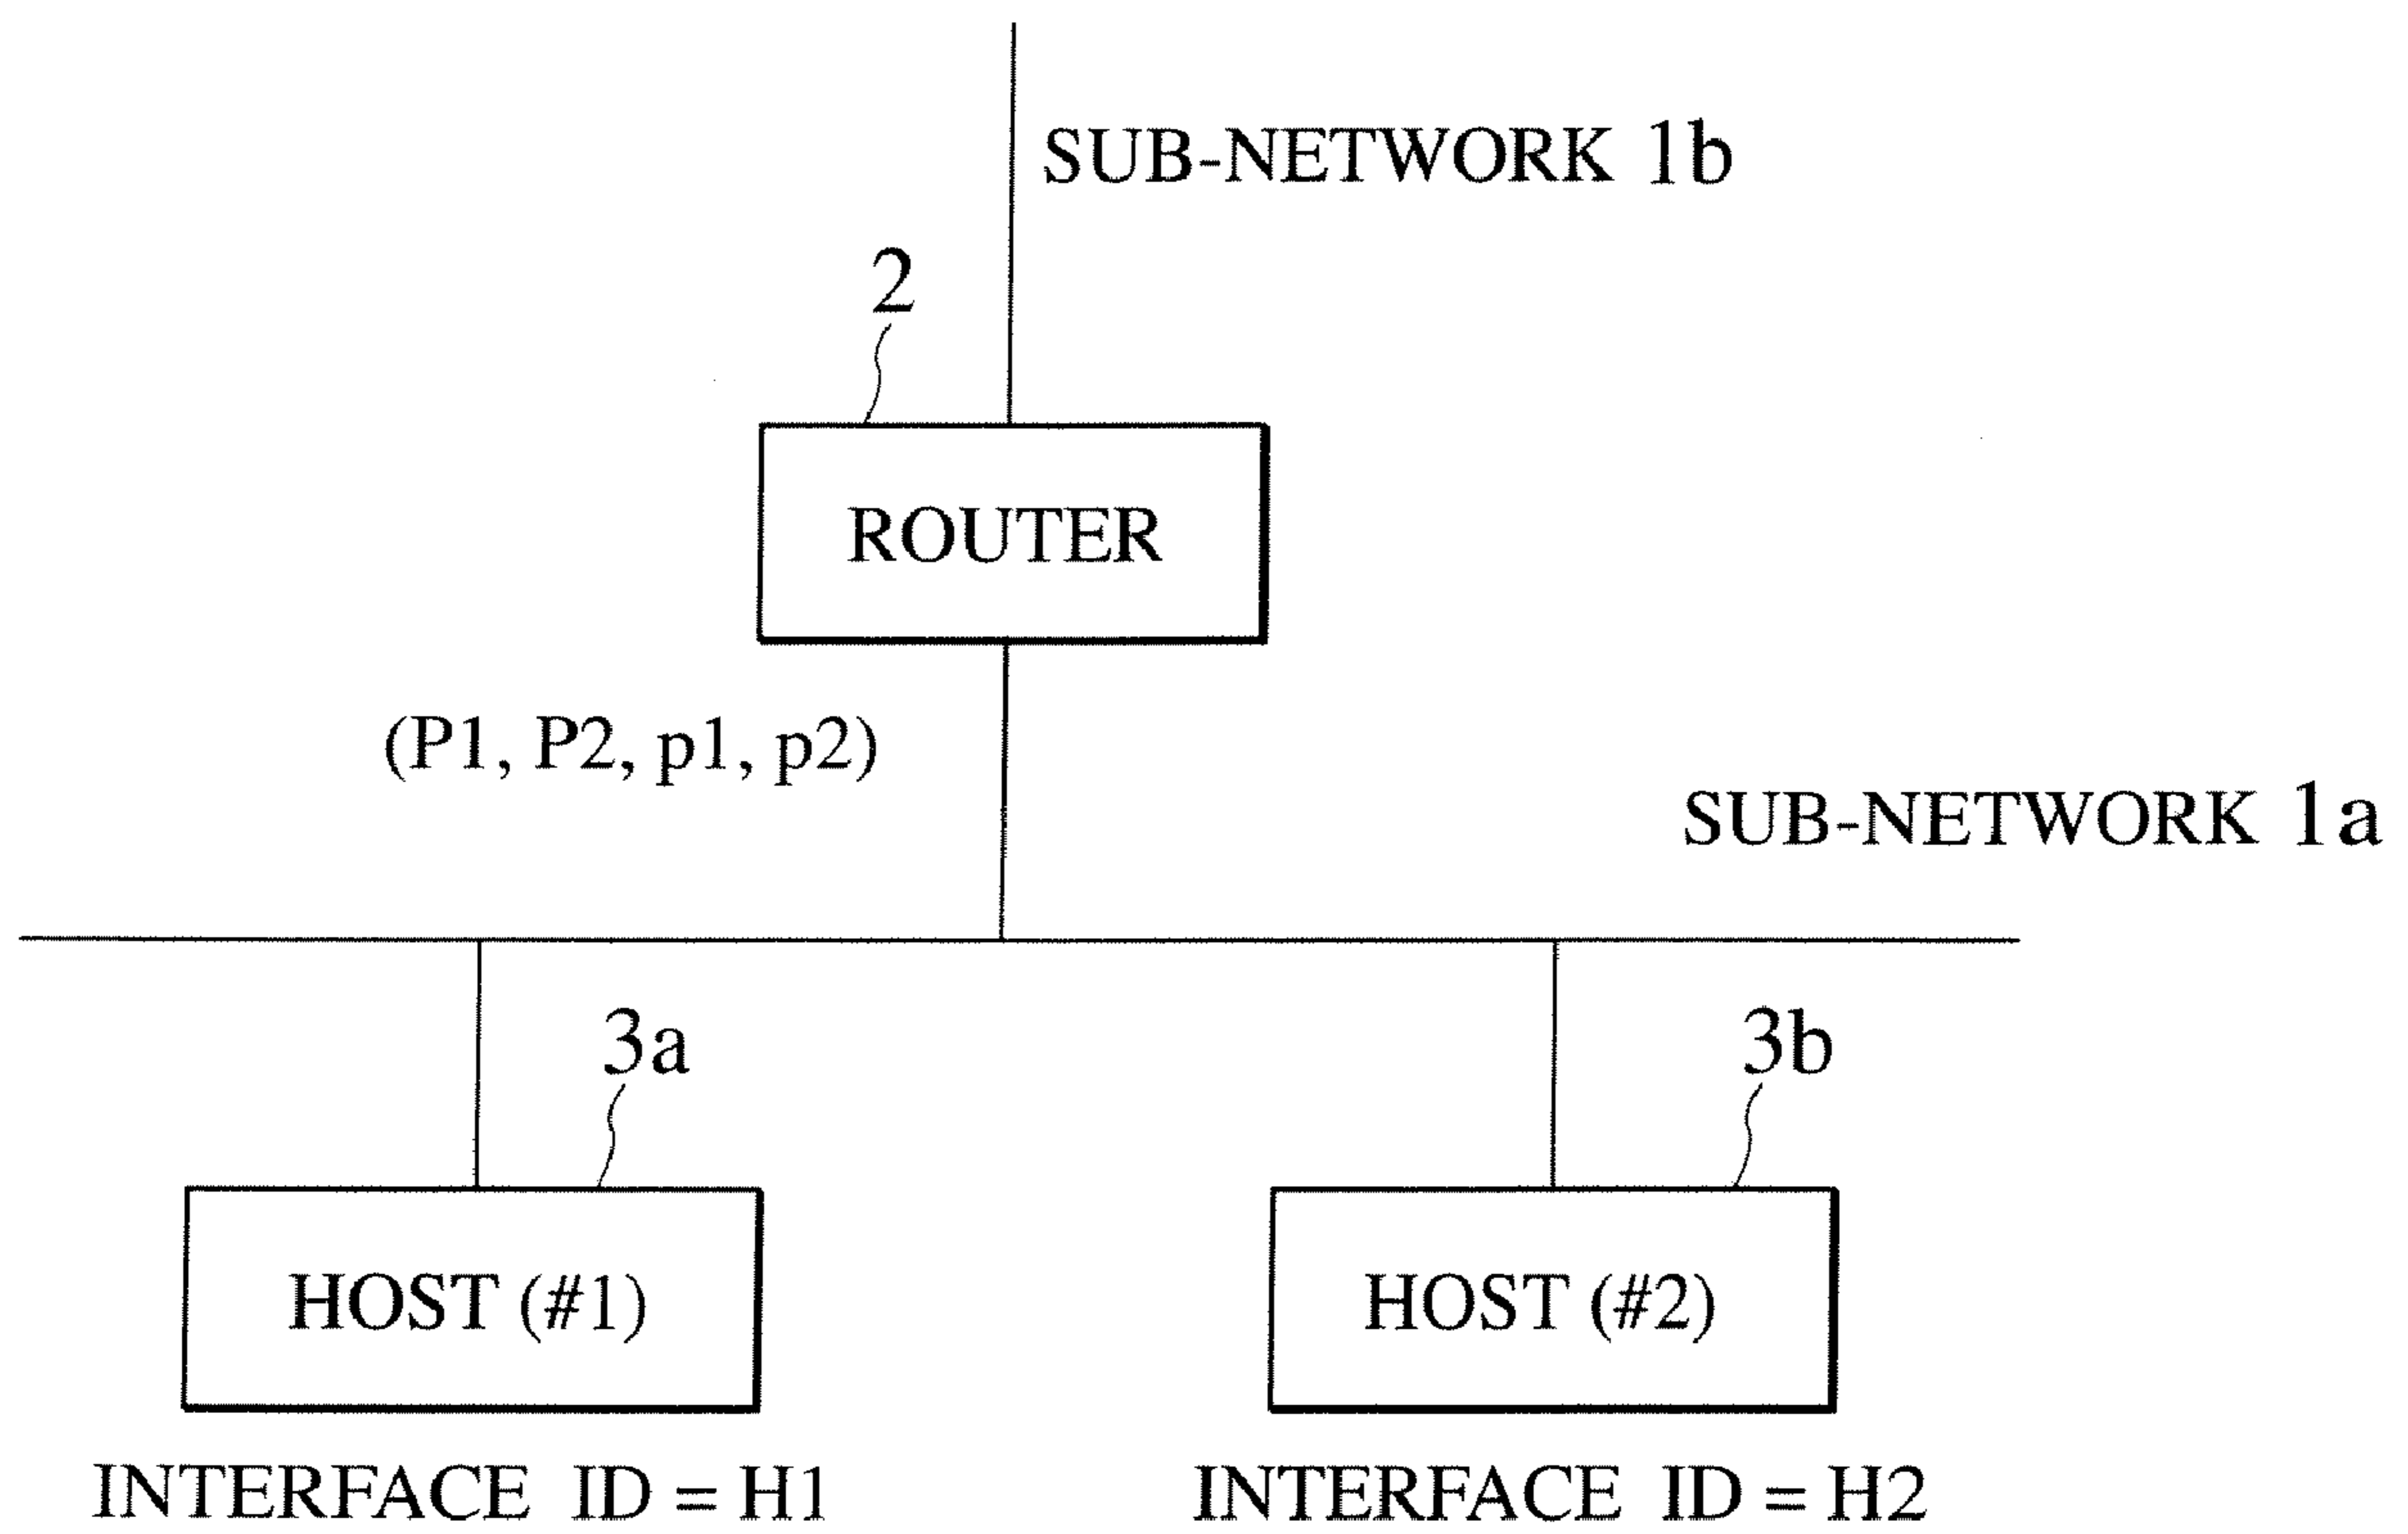 SUB-NETWORK 1b
2
ROUTER
(P1, P2, p1, p2)
SUB-NETWORK 1a
3a
3b
HOST (#1)
HOST (#2)
INTERFACE ID = H1
INTERFACE ID = H2